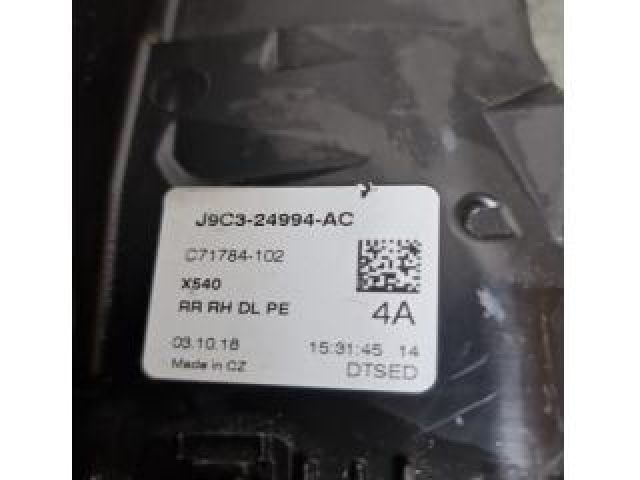 J9C3-24994-AC
C71784-102
X540
RR RH DL PE
4A
03.10.18 15:31:45 14
Made in CZ DTSED